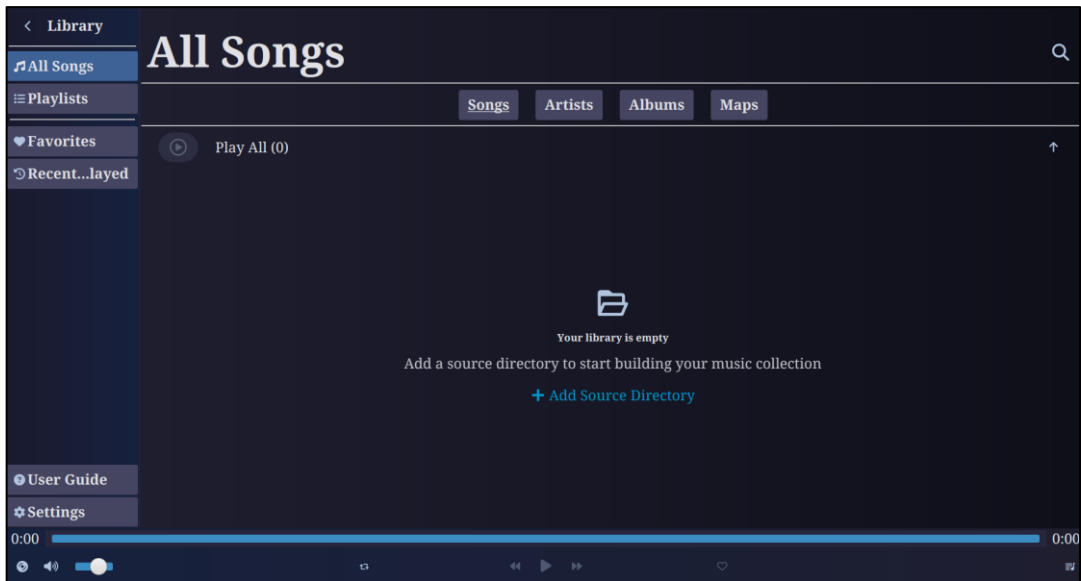 Library
All Songs
Playlists
Favorites
Recent...layed
User Guide
Settings
All Songs
Songs Artists Albums Maps
Play All (0)
Your library is empty
Add a source directory to start building your music collection
+ Add Source Directory
0:00 0:00